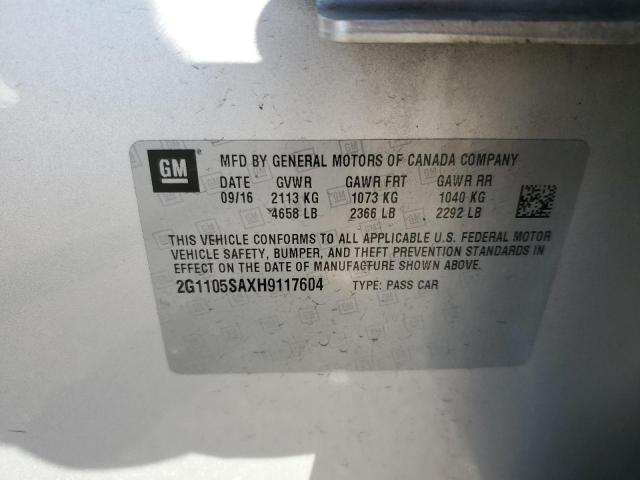 GM ® MFD BY GENERAL MOTORS OF CANADA COMPANY
DATE GVWR GAWR FRT GAWR RR
09/16 2113 KG 1073 KG 1040 KG
4658 LB 2366 LB 2292 LB
THIS VEHICLE CONFORMS TO ALL APPLICABLE U.S. FEDERAL MOTOR
VEHICLE SAFETY, BUMPER, AND THEFT PREVENTION STANDARDS IN
EFFECT ON THE DATE OF MANUFACTURE SHOWN ABOVE.
2G1105SAXH9117604 TYPE: PASS CAR